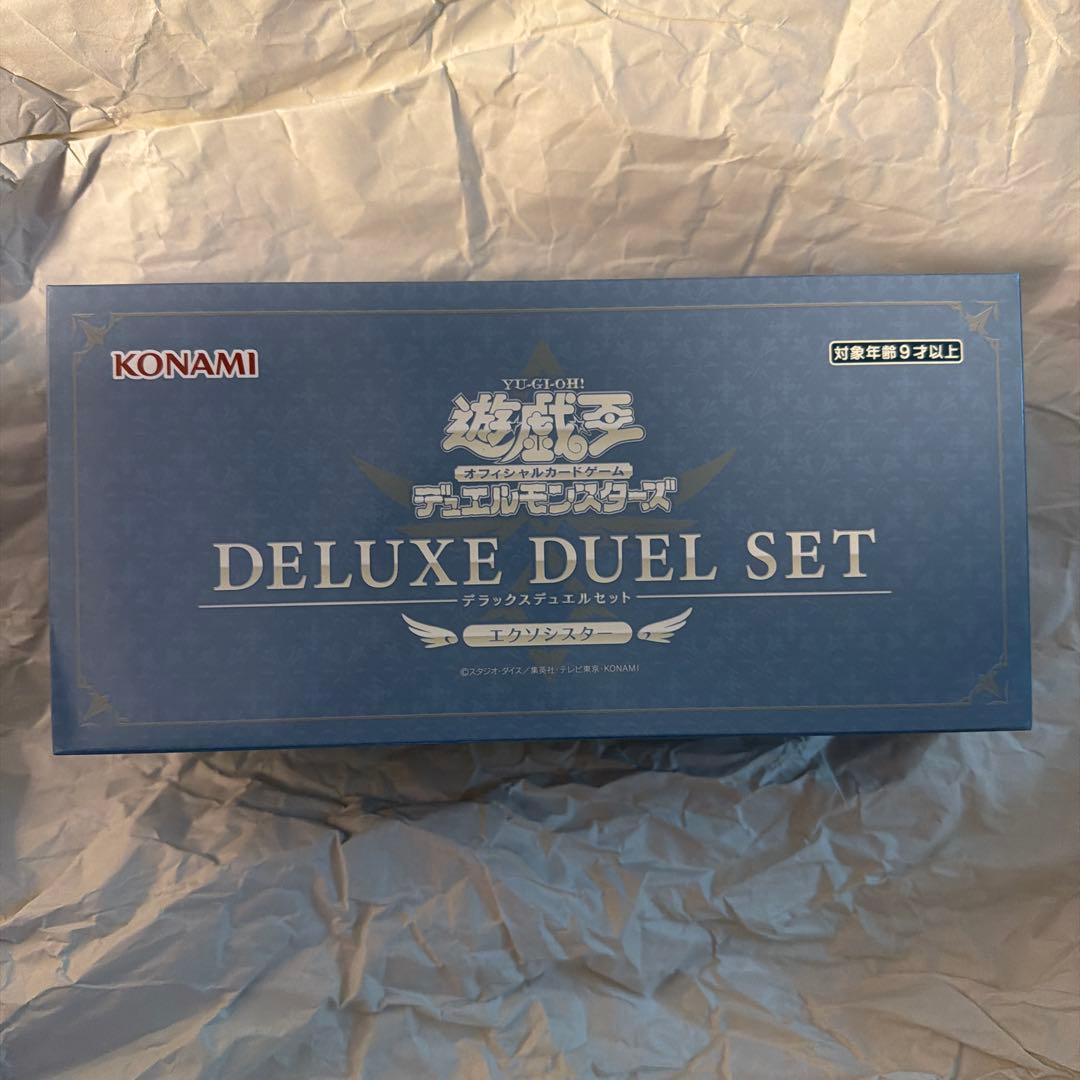 KONAMI
対象年齢9才以上
YU-GI-OH!
遊戯王
オフィシャルカードゲーム
デュエルモンスターズ
DELUXE DUEL SET
デラックスデュエルセット
エクソシスター
©スタジオ・ダイス/集英社・テレビ東京・KONAMI